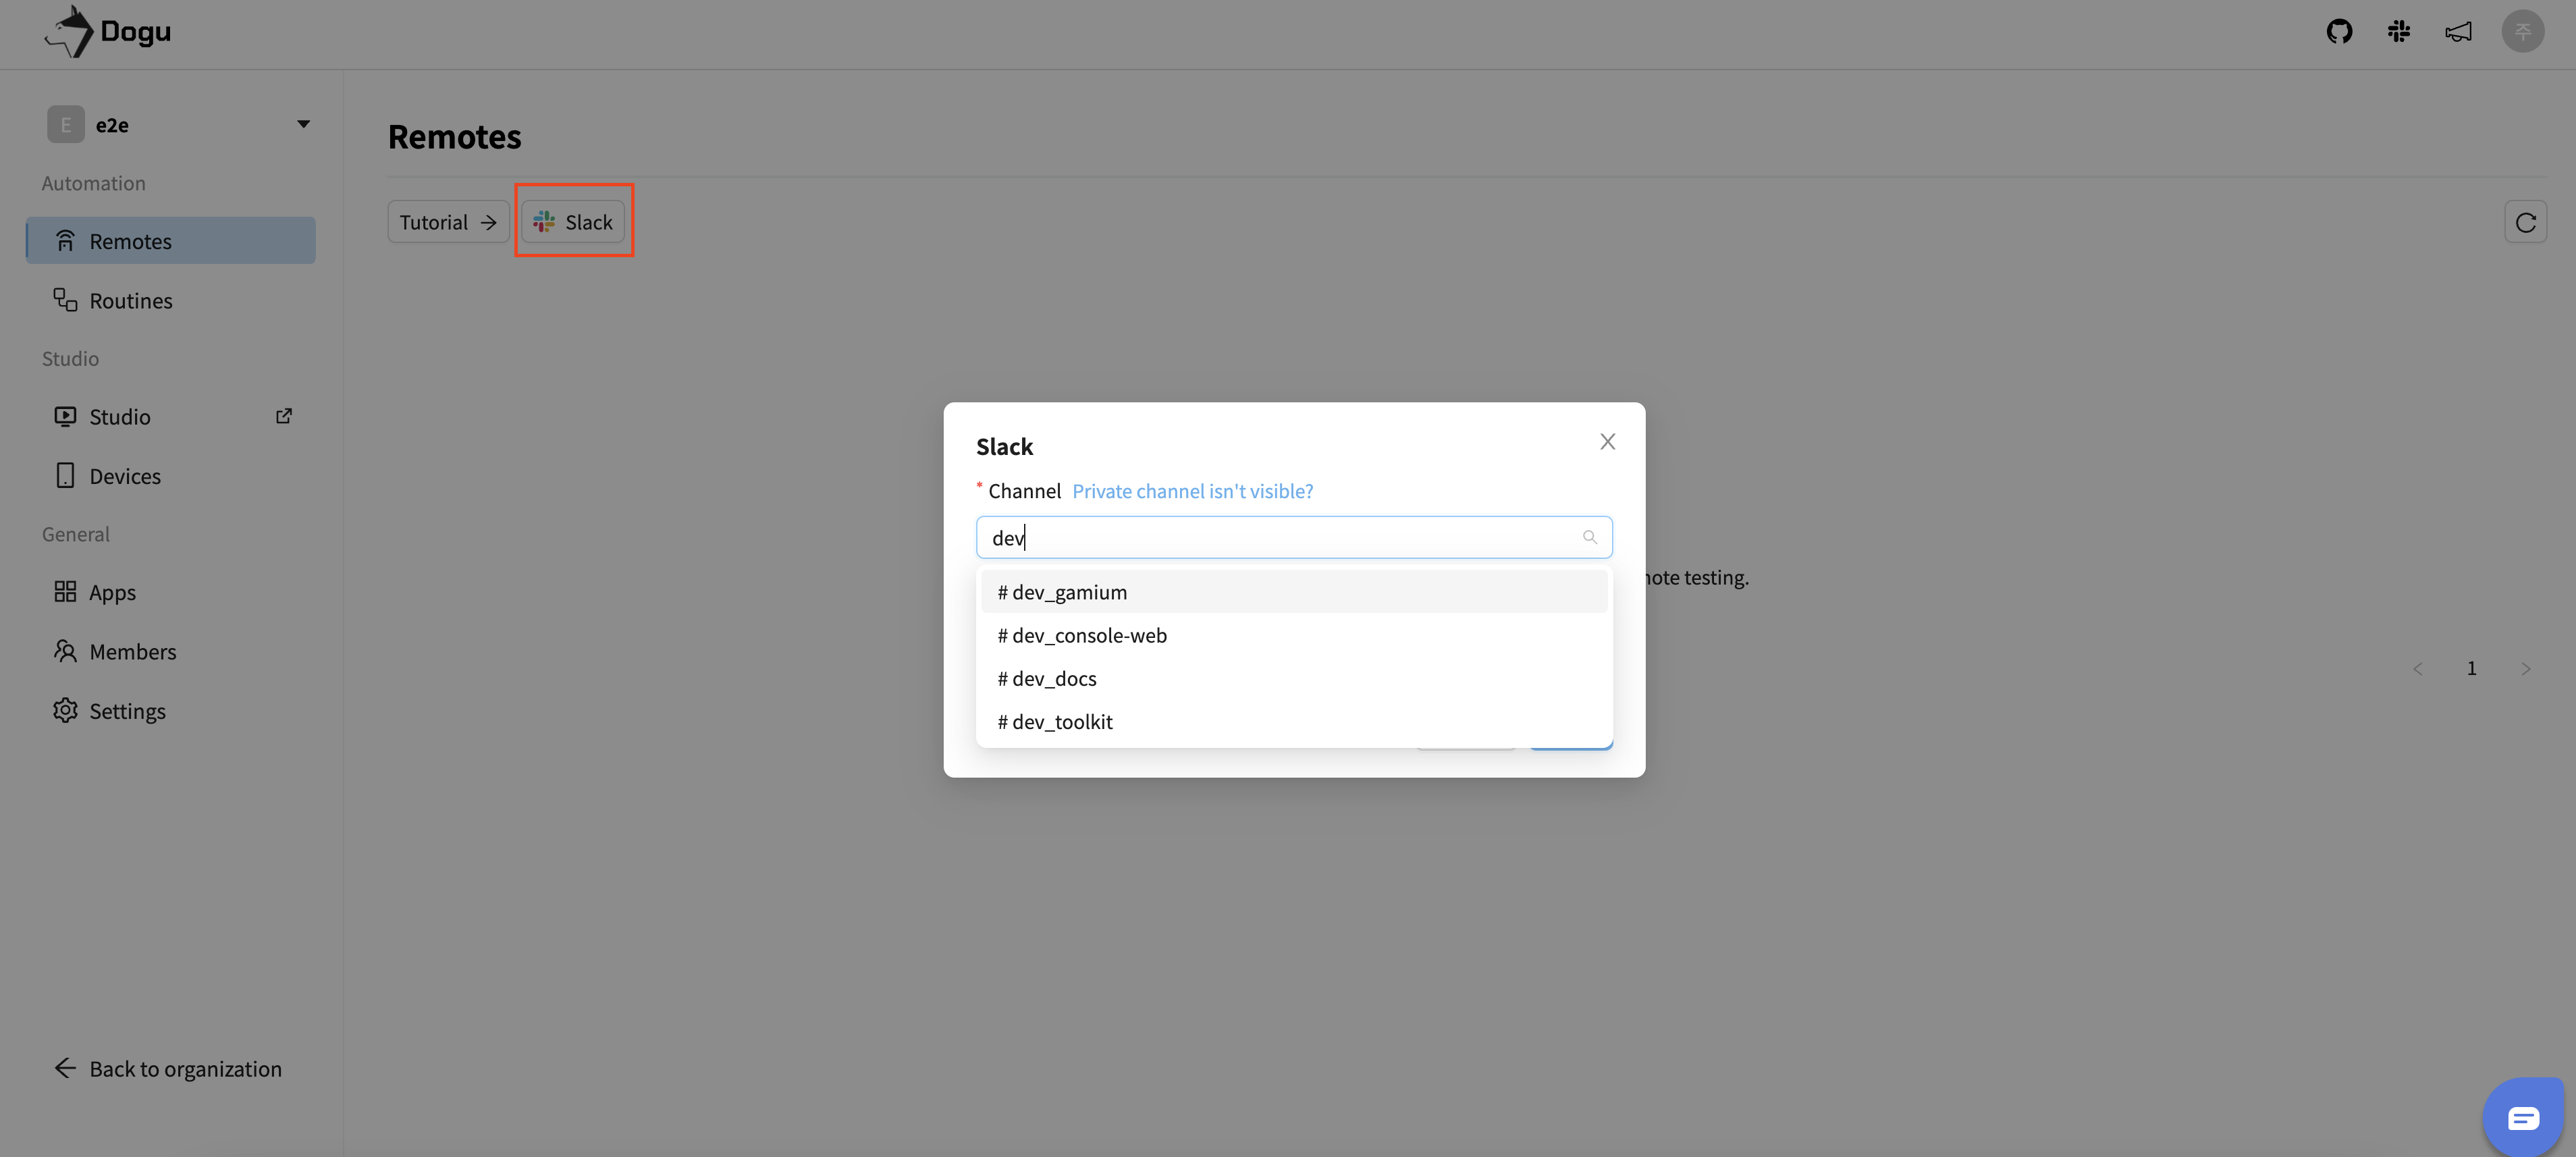 Dogu
주
E e2e
Automation
Remotes
Routines
Studio
Studio
Devices
General
Apps
Members
Settings
Back to organization
Remotes
Tutorial
Slack
Slack
* Channel Private channel isn't visible?
dev
# dev_gamium
# dev_console-web
# dev_docs
# dev_toolkit
testing.
1